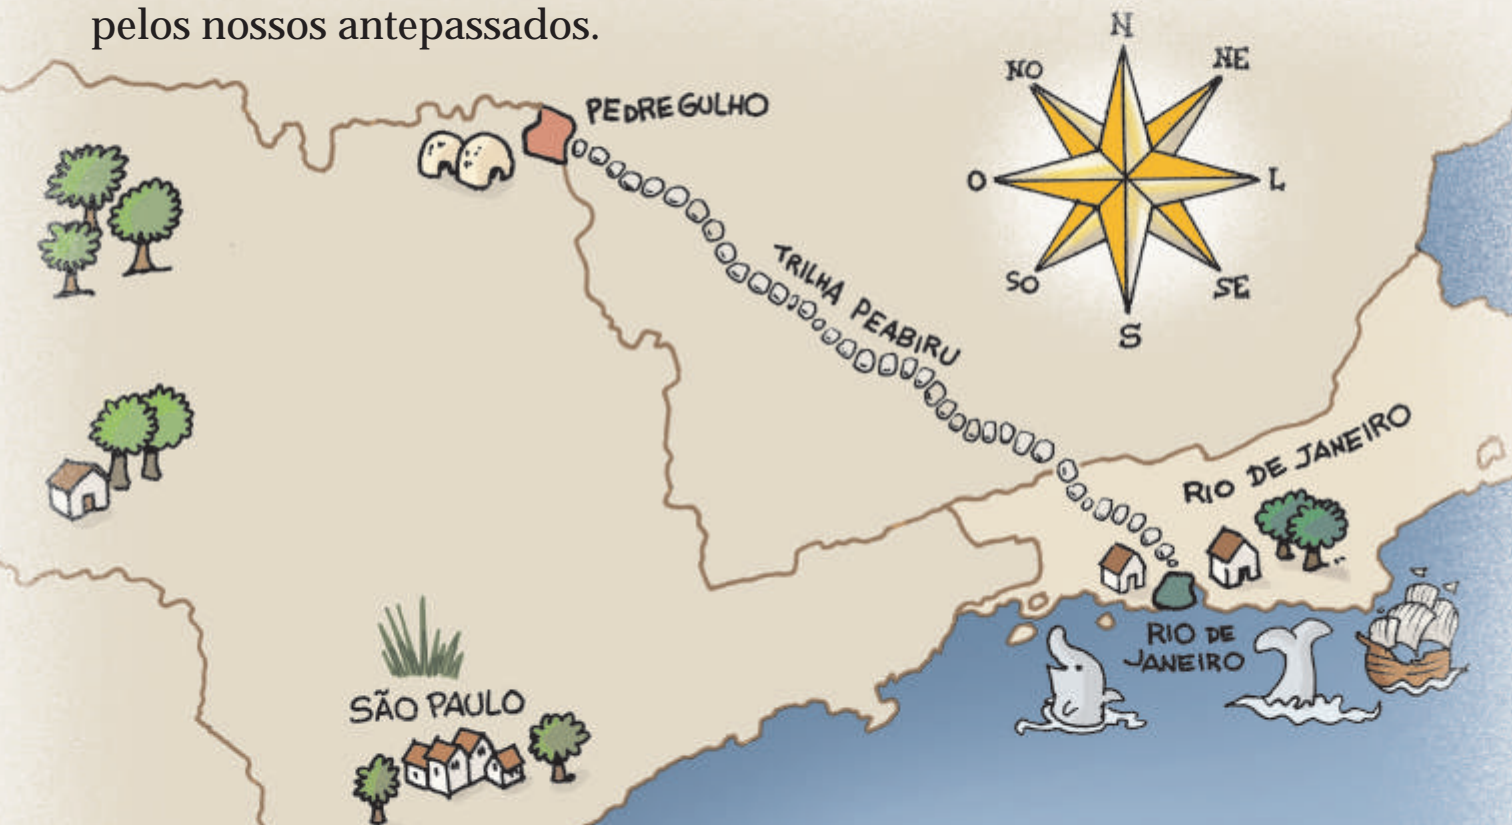 pelos nossos antepassados.
N
NO
NE
PEDREGULHO
O
L
TRILHA PEABIRU
SO
SE
S
RIO DE JANEIRO
RIO DE
JANEIRO
SÃO PAULO